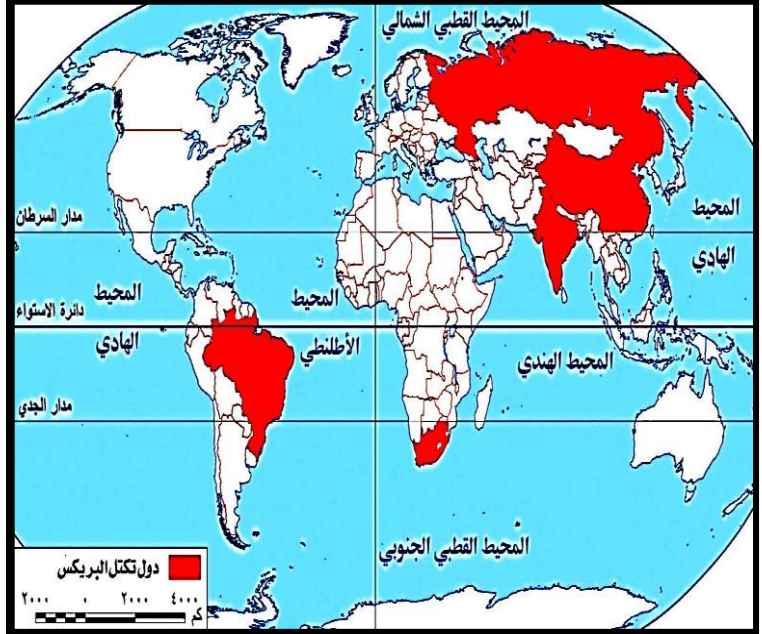 المحيط القطبي الشمالي
المحيط
الهادي
مدار السرطان
المحيط
الهادي
دائرة الاستواء
المحيط
الأطلنطي
المحيط الهندي
مدار الجدي
المحيط القطبي الجنوبي
دول تكتل البريكس
٢٠٠٠ ٠ ٢٠٠٠ ٤٠٠٠
كم